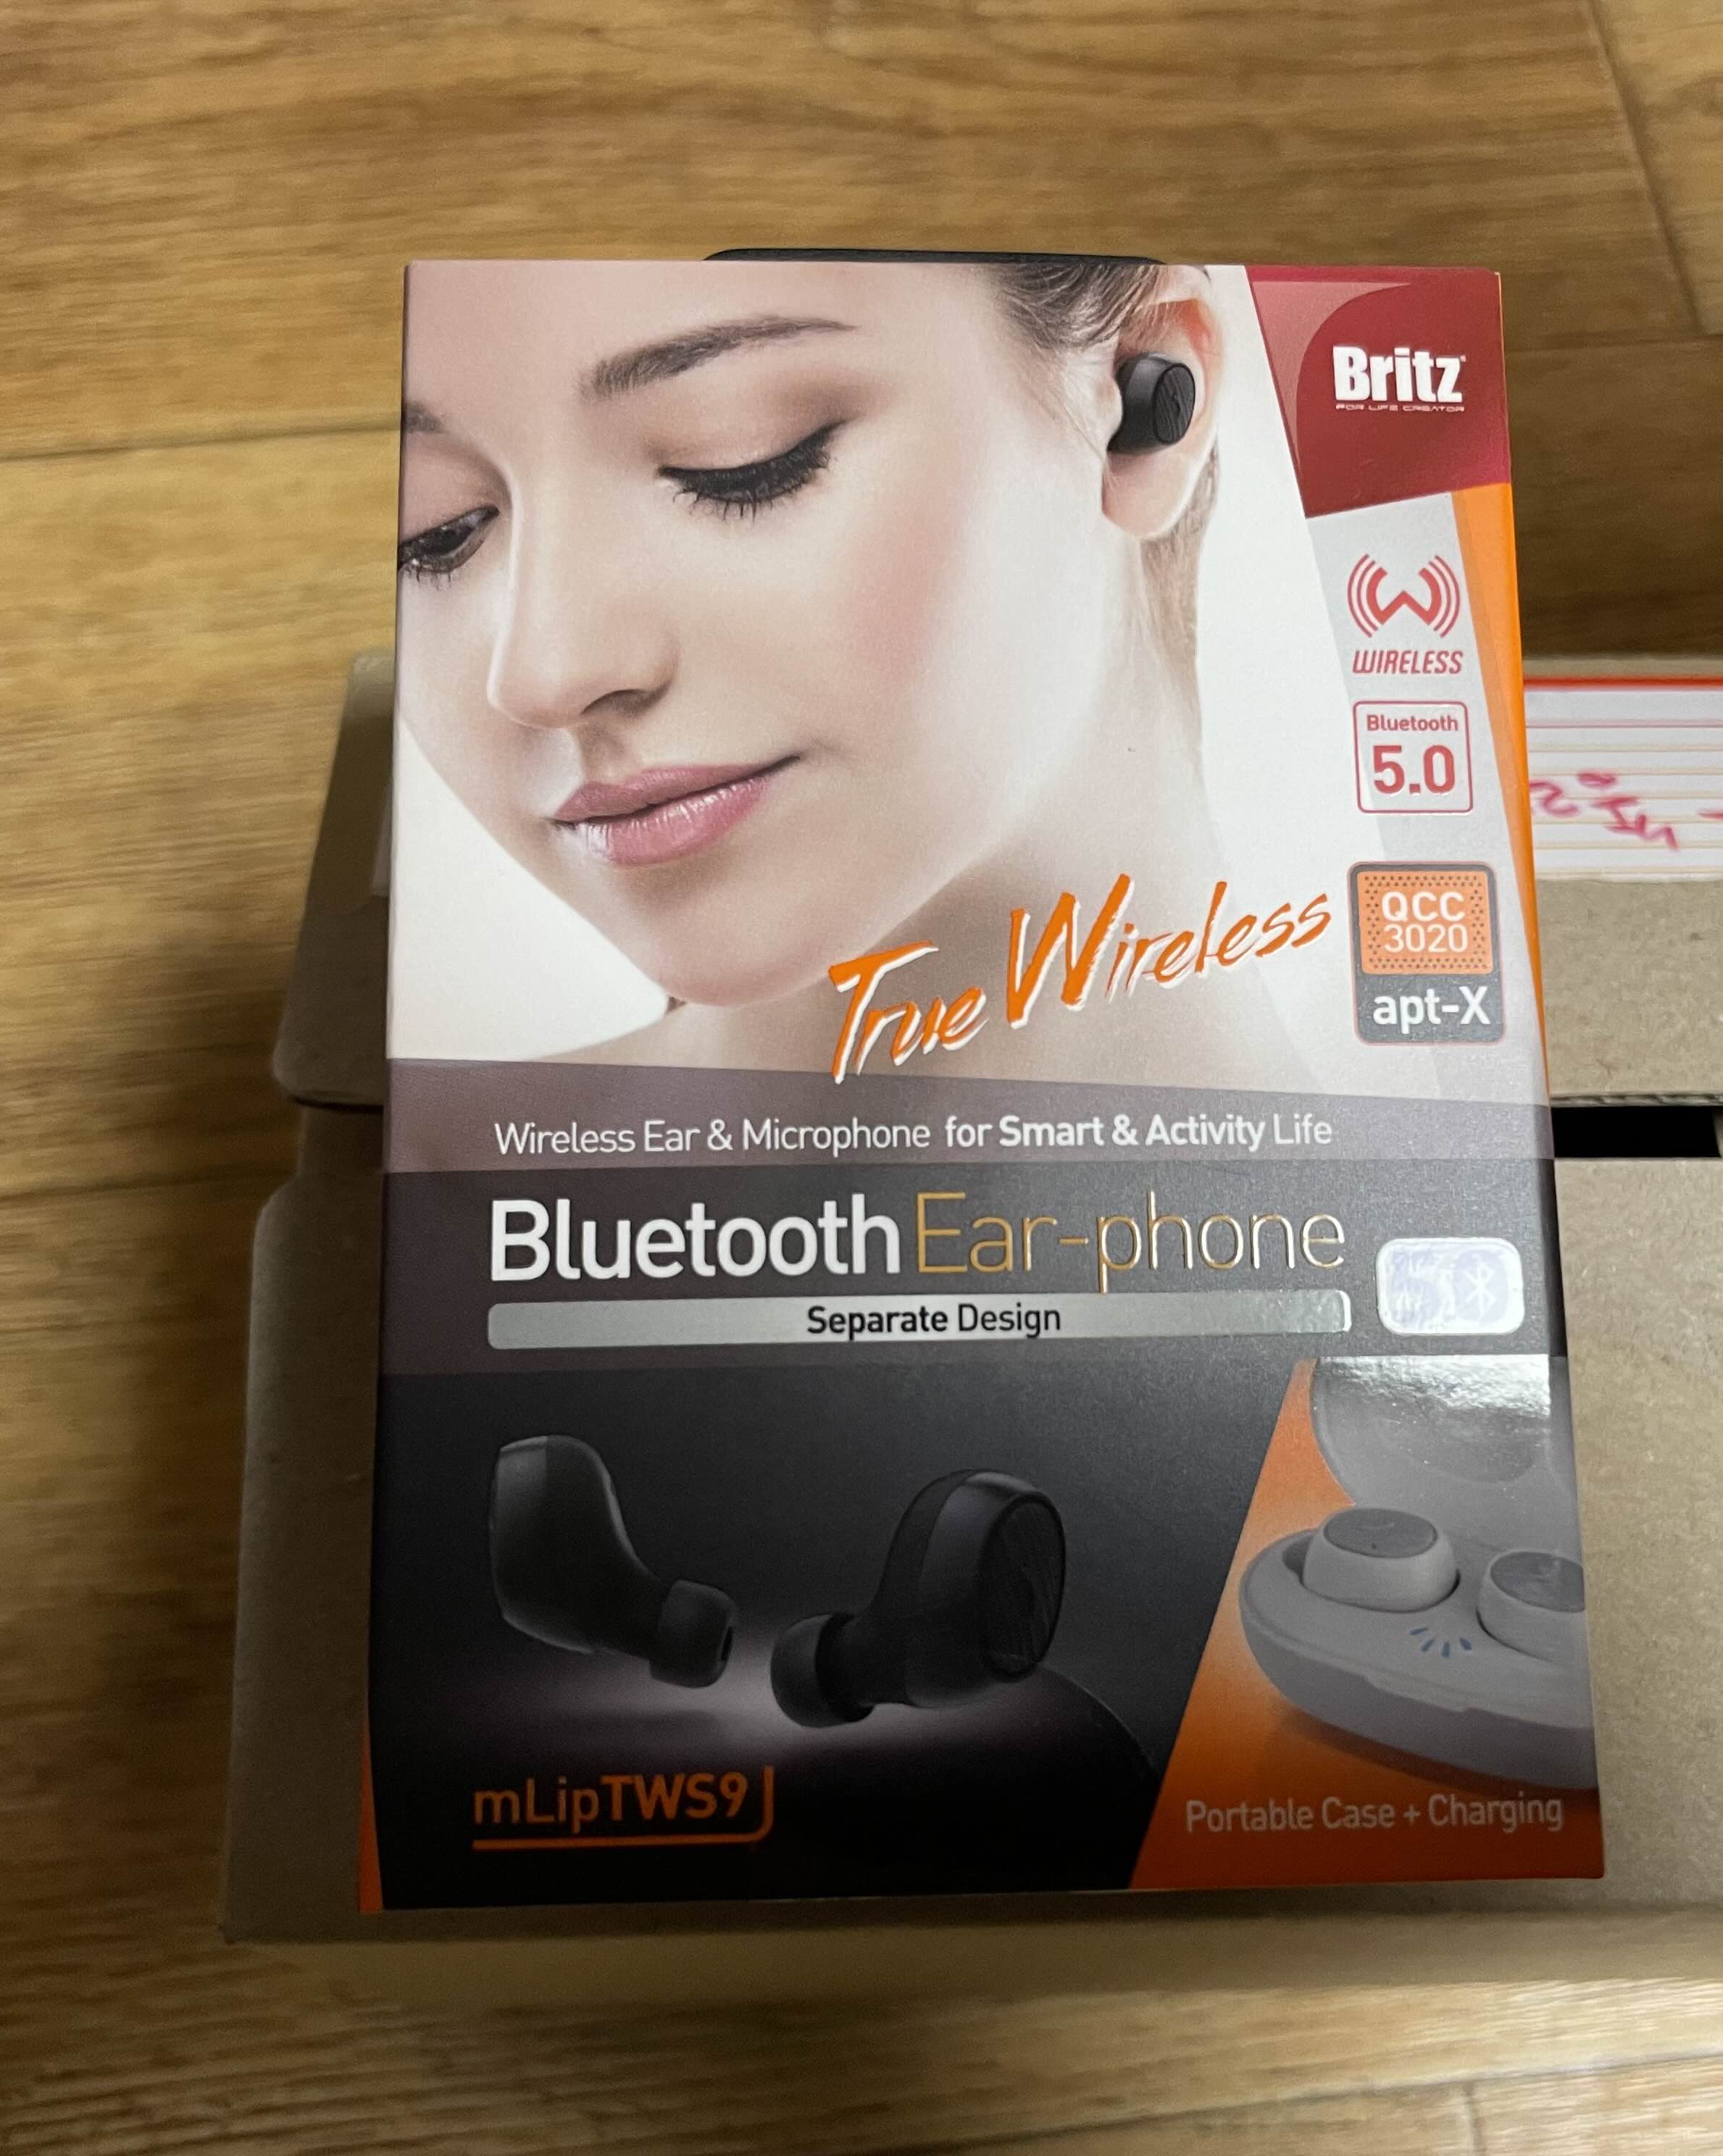 Britz
FOR LIFE CREATOR
WIRELESS
Bluetooth
5.0
QCC
3020
apt-X
True Wireless
Wireless Ear & Microphone for Smart & Activity Life
Bluetooth Ear-phone
Separate Design
mLipTWS9
Portable Case + Charging